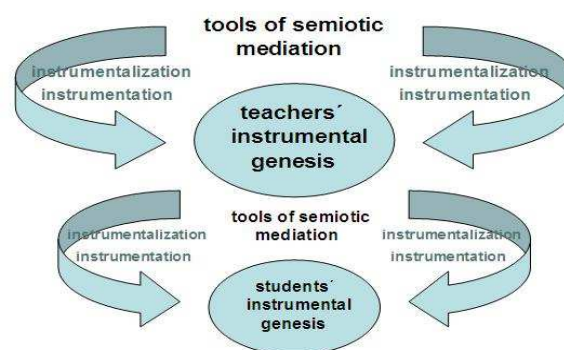 tools of semiotic
mediation
instrumentalization
instrumentation
instrumentalization
instrumentation
teachers´
instrumental
genesis
tools of semiotic
mediation
instrumentalization
instrumentation
instrumentalization
instrumentation
students´
instrumental
genesis